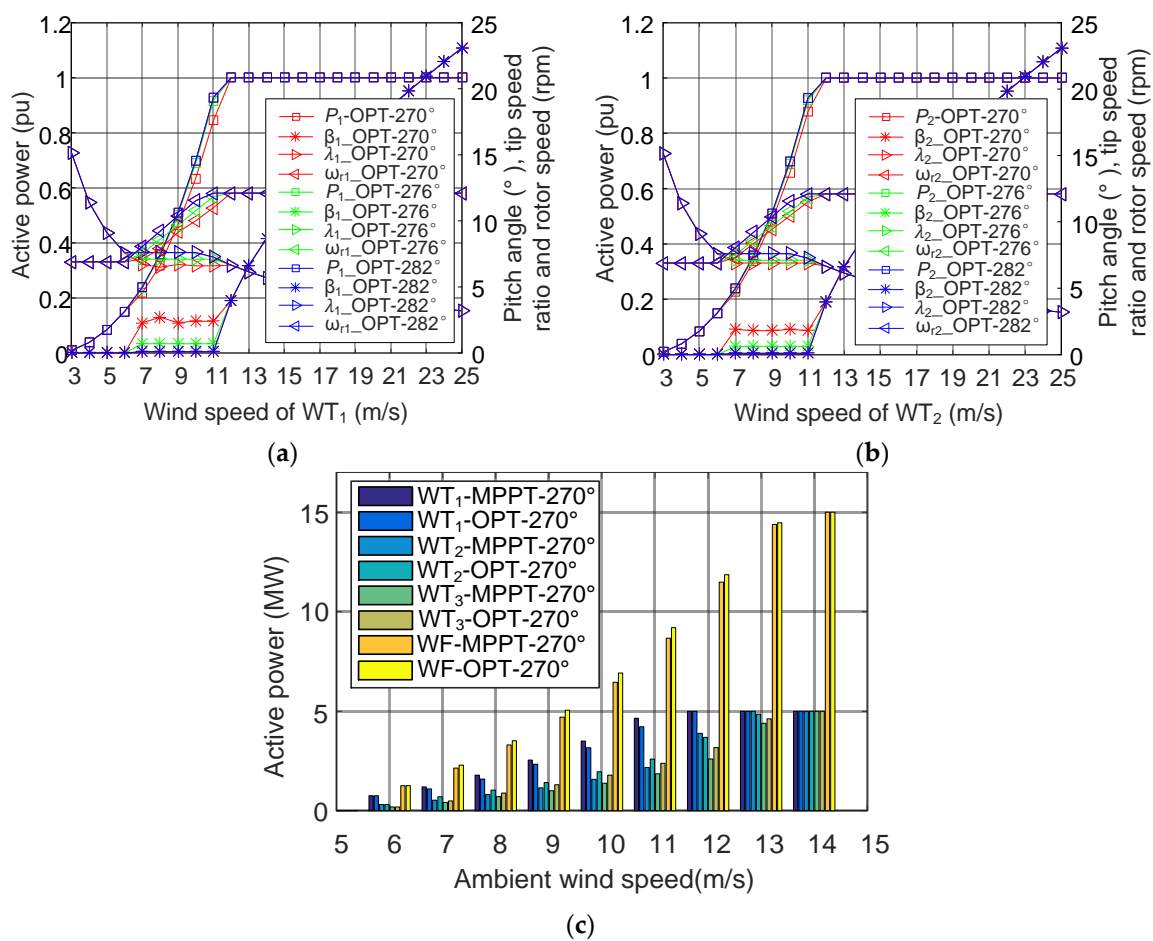 1.2
1
0.8
0.6
0.4
0.2
0
Active power (pu)
25
20
15
10
5
0
Pitch angle (°), tip speed
ratio and rotor speed (rpm)
P1-OPT-270°
β1_OPT-270°
λ1_OPT-270°
ωr1_OPT-270°
P1_OPT-276°
β1_OPT-276°
λ1_OPT-276°
ωr1_OPT-276°
P1_OPT-282°
β1_OPT-282°
λ1_OPT-282°
ωr1_OPT-282°
3 5 7 9 11 13 15 17 19 21 23 25
Wind speed of WT1 (m/s)
(a)
1.2
1
0.8
0.6
0.4
0.2
0
Active power (pu)
25
20
15
10
5
0
Pitch angle (°), tip speed
ratio and rotor speed (rpm)
P2-OPT-270°
β2_OPT-270°
λ2_OPT-270°
ωr2_OPT-270°
P2_OPT-276°
β2_OPT-276°
λ2_OPT-276°
ωr2_OPT-276°
P2_OPT-282°
β2_OPT-282°
λ2_OPT-282°
ωr2_OPT-282°
3 5 7 9 11 13 15 17 19 21 23 25
Wind speed of WT2 (m/s)
(b)
15
10
5
0
Active power (MW)
WT1-MPPT-270°
WT1-OPT-270°
WT2-MPPT-270°
WT2-OPT-270°
WT3-MPPT-270°
WT3-OPT-270°
WF-MPPT-270°
WF-OPT-270°
5 6 7 8 9 10 11 12 13 14 15
Ambient wind speed(m/s)
(c)